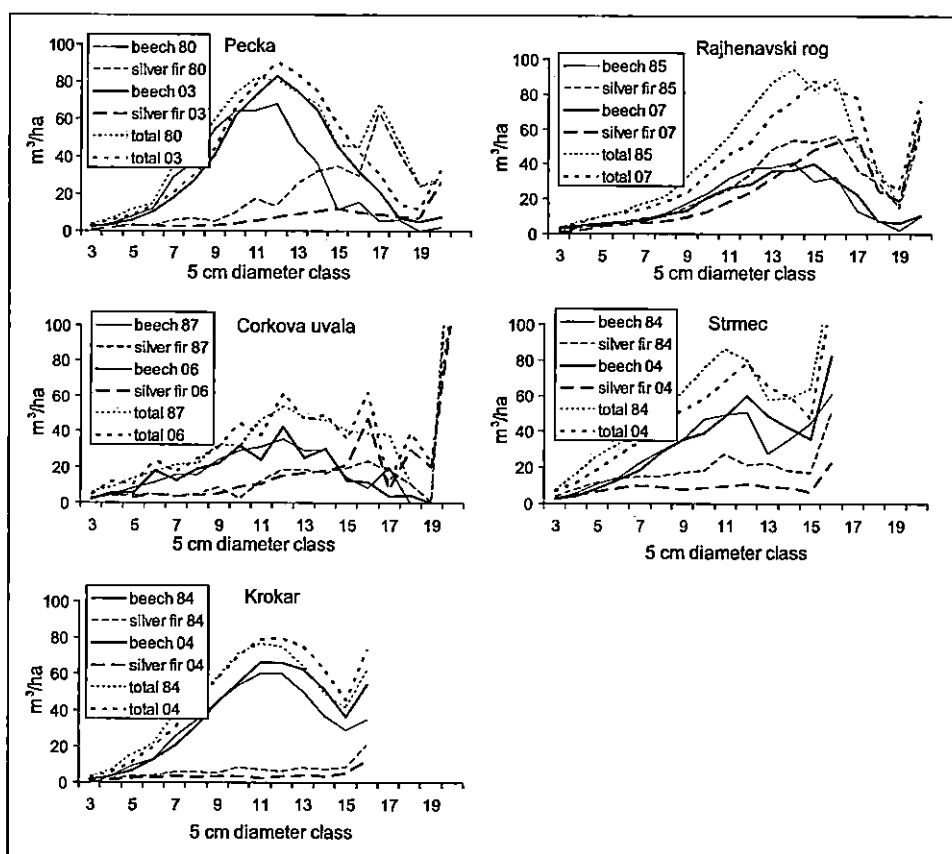 Pecka
beech 80
silver fir 80
beech 03
silver fir 03
total 80
total 03
m³/ha
100
80
60
40
20
0
3 5 7 9 11 13 15 17 19
5 cm diameter class
Rajhenavski rog
beech 85
silver fir 85
beech 07
silver fir 07
total 85
total 07
m³/ha
100
80
60
40
20
0
3 5 7 9 11 13 15 17 19
5 cm diameter class
Corkova uvala
beech 87
silver fir 87
beech 06
silver fir 06
total 87
total 06
m³/ha
100
80
60
40
20
0
3 5 7 9 11 13 15 17 19
5 cm diameter class
Strmec
beech 84
silver fir 84
beech 04
silver fir 04
total 84
total 04
m³/ha
100
80
60
40
20
0
3 5 7 9 11 13 15 17 19
5 cm diameter class
Krokar
beech 84
silver fir 84
beech 04
silver fir 04
total 84
total 04
m³/ha
100
80
60
40
20
0
3 5 7 9 11 13 15 17 19
5 cm diameter class